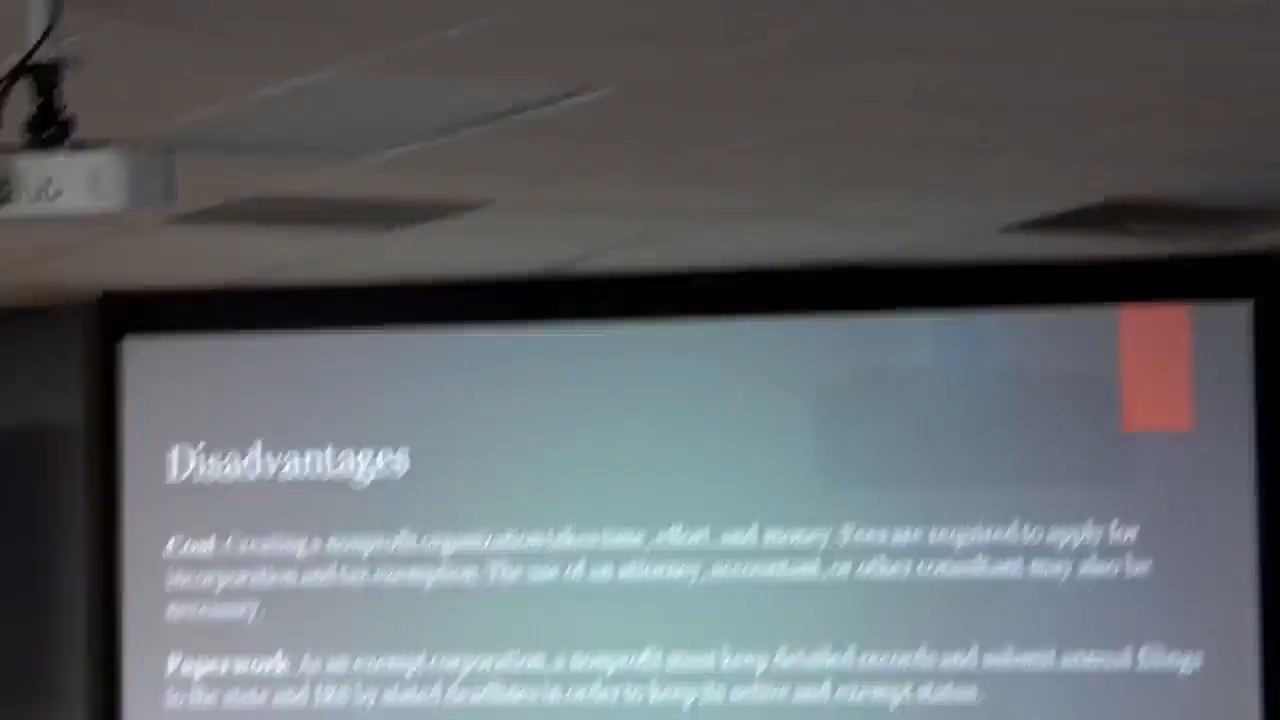 Disadvantages
Cost: Creating a nonprofit organization takes time, effort, and money. Fees are required to apply for
incorporation and tax exemption. The use of an attorney, accountant, or other consultant may also be
necessary.
Paperwork: As an exempt corporation, a nonprofit must keep detailed records and submit annual filings
to the state and IRS by stated deadlines in order to keep its active and exempt status.